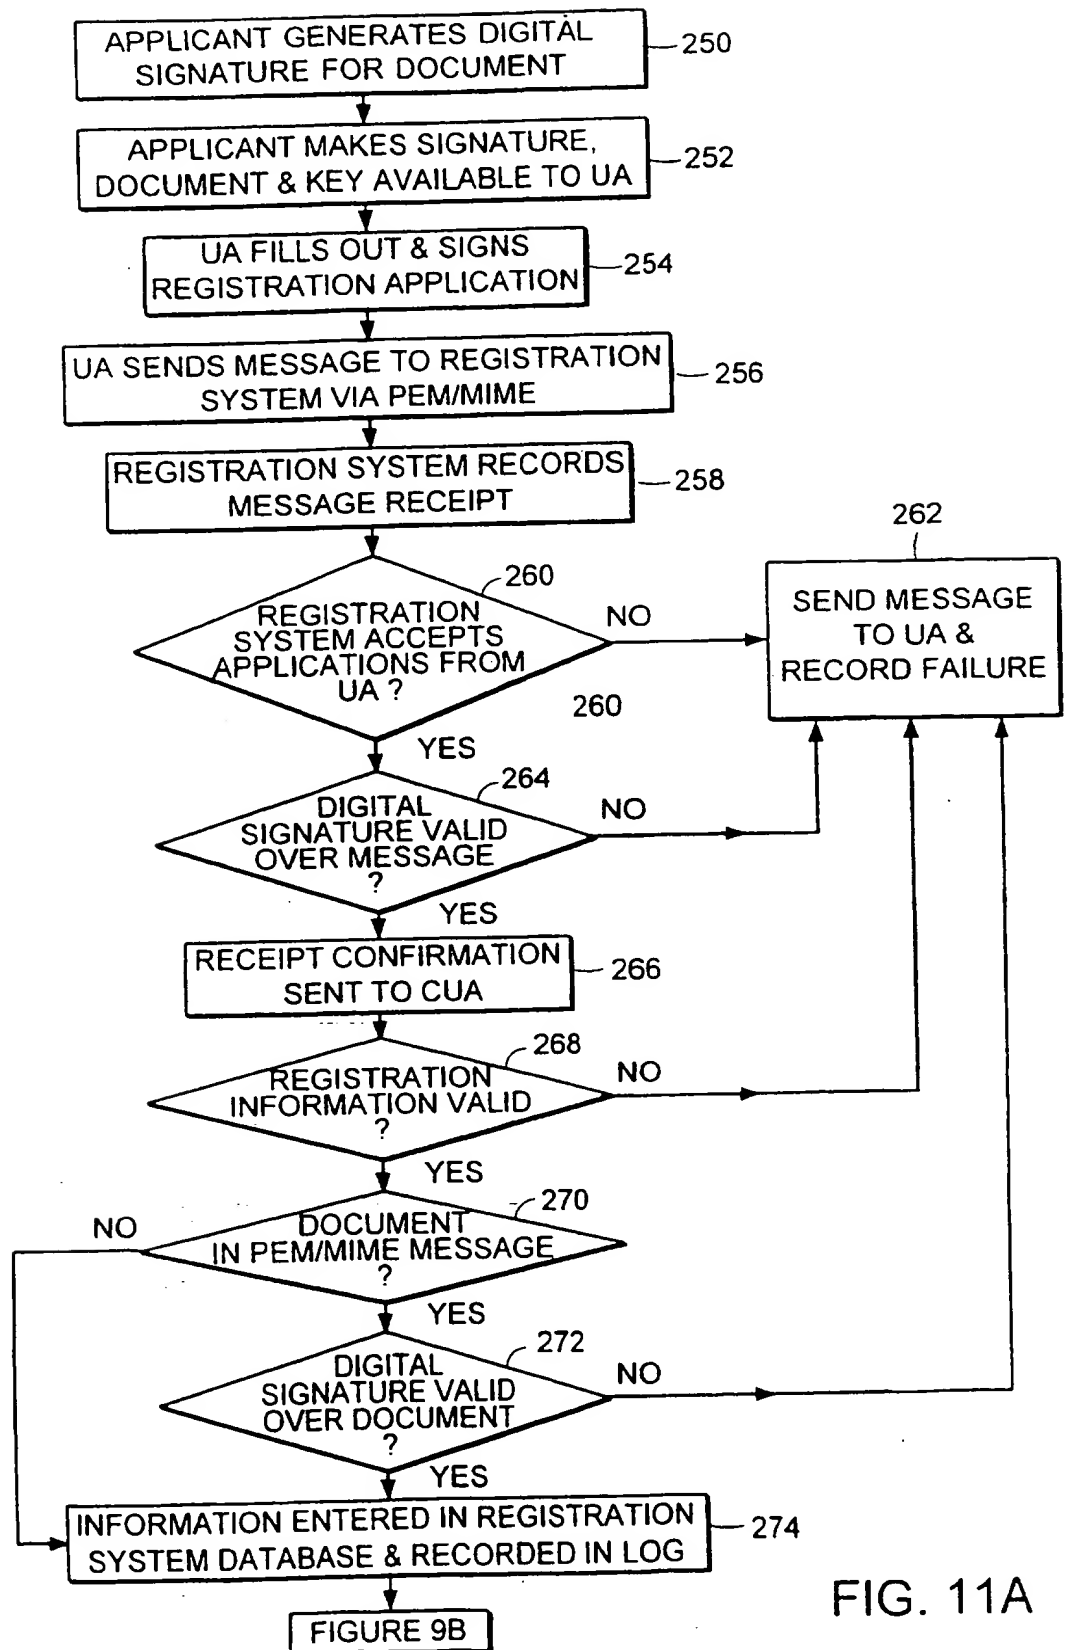 APPLICANT GENERATES DIGITAL
SIGNATURE FOR DOCUMENT
250
APPLICANT MAKES SIGNATURE,
DOCUMENT & KEY AVAILABLE TO UA
252
UA FILLS OUT & SIGNS
REGISTRATION APPLICATION
254
UA SENDS MESSAGE TO REGISTRATION
SYSTEM VIA PEM/MIME
256
REGISTRATION SYSTEM RECORDS
MESSAGE RECEIPT
258
262
SEND MESSAGE
TO UA &
RECORD FAILURE
260
REGISTRATION
SYSTEM ACCEPTS
APPLICATIONS FROM
UA ?
NO
260
YES
264
DIGITAL
SIGNATURE VALID
OVER MESSAGE
?
NO
YES
RECEIPT CONFIRMATION
SENT TO CUA
266
268
REGISTRATION
INFORMATION VALID
?
NO
YES
270
DOCUMENT
IN PEM/MIME MESSAGE
?
NO
YES
272
DIGITAL
SIGNATURE VALID
OVER DOCUMENT
?
NO
YES
INFORMATION ENTERED IN REGISTRATION
SYSTEM DATABASE & RECORDED IN LOG
274
FIGURE 9B
FIG. 11A